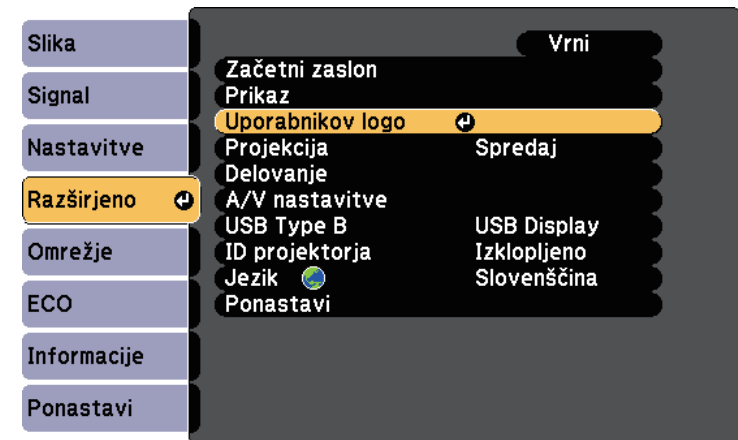 Slika
Signal
Nastavitve
Razširjeno
Omrežje
ECO
Informacije
Ponastavi
Vrni
Začetni zaslon
Prikaz
Uporabnikov logo
Projekcija Spredaj
Delovanje
A/V nastavitve
USB Type B USB Display
ID projektorja Izklopljeno
Jezik Slovenščina
Ponastavi